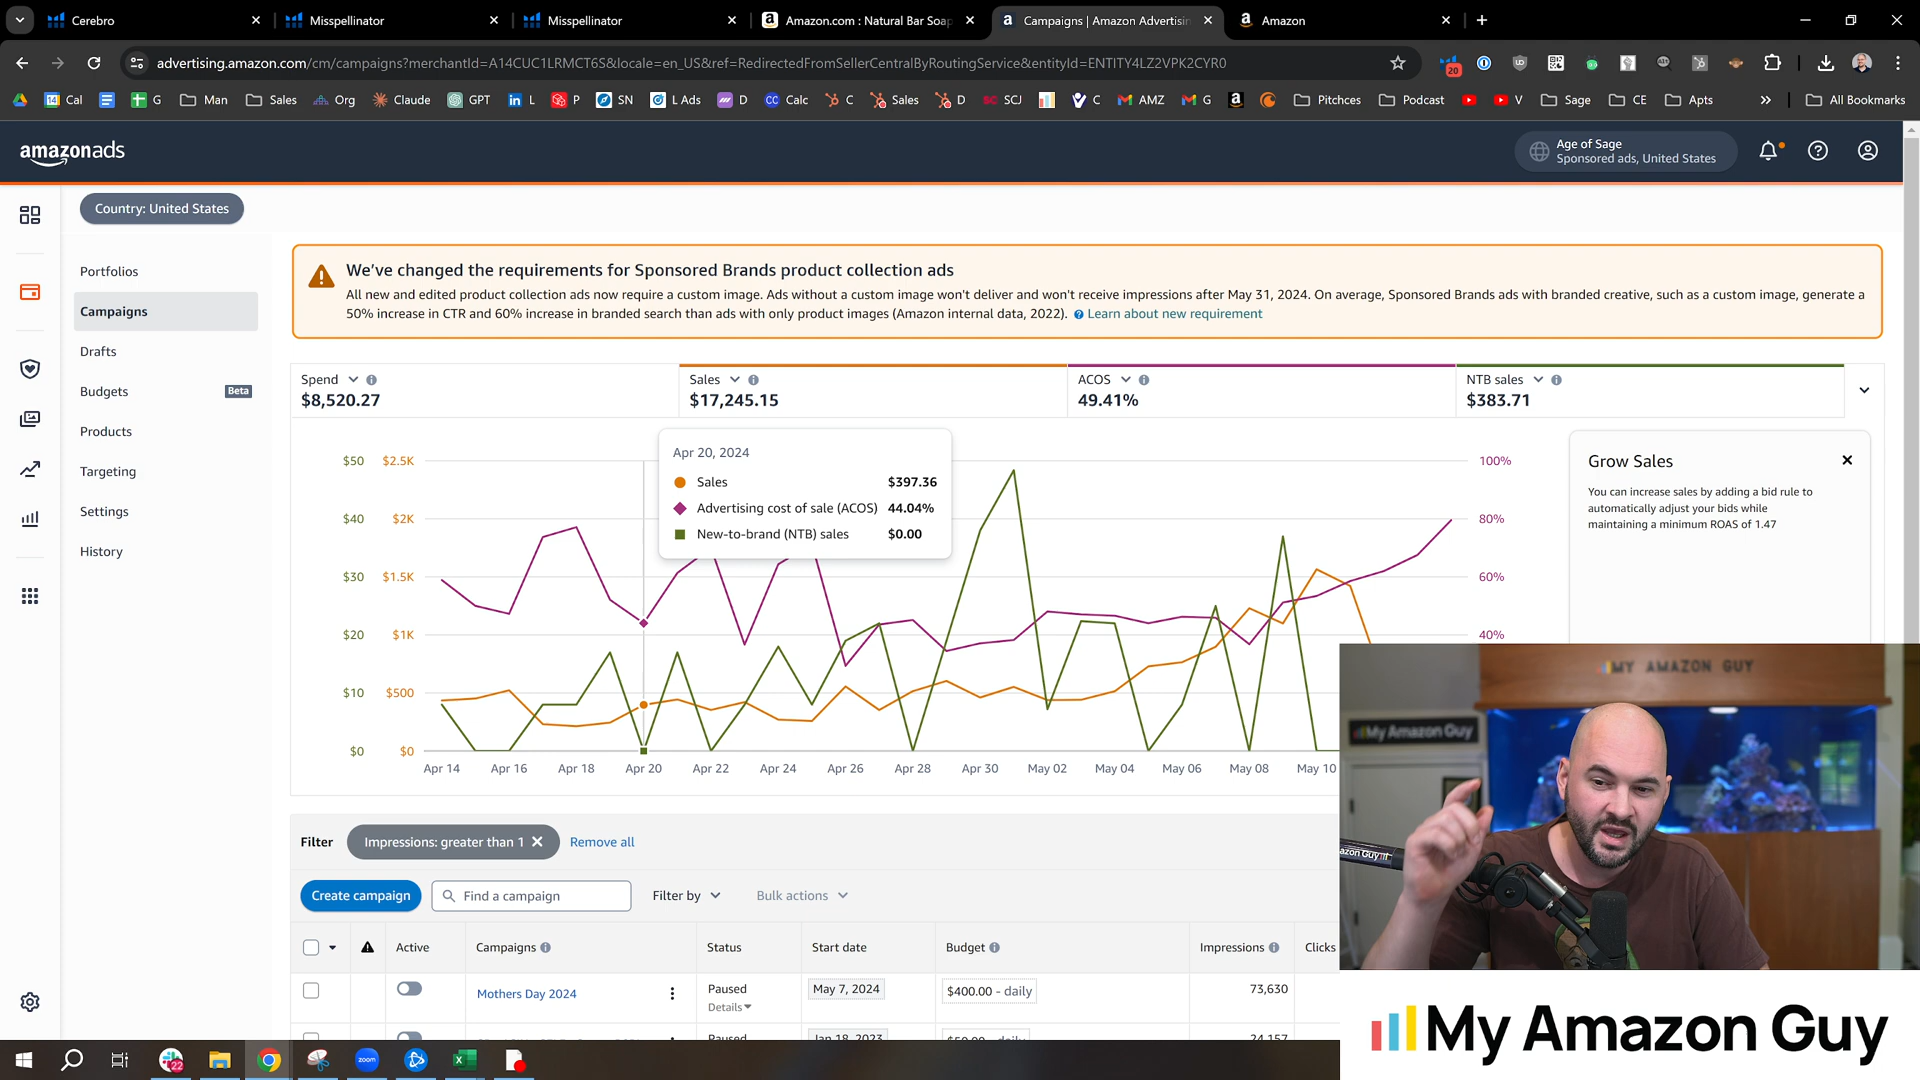 Cerebro
Misspellinator
Misspellinator
Amazon.com : Natural Bar Soap
Campaigns | Amazon Advertisin
Amazon
advertising.amazon.com/cm/campaigns?merchantId=A14CUC1LRMCT6S&locale=en_US&ref=RedirectedFromSellerCentralByRoutingService&entityId=ENTITY4LZ2VPK2CYR0
20
14 Cal
G
Man
Sales
Org
Claude
GPT
L
P
SN
L Ads
D
Calc
C
Sales
D
SCJ
C
AMZ
G
Pitchces
Podcast
V
Sage
CE
Apts
All Bookmarks
amazonads
Age of Sage
Sponsored ads, United States
Country: United States
Portfolios
Campaigns
Drafts
Budgets
Beta
Products
Targeting
Settings
History
We've changed the requirements for Sponsored Brands product collection ads
All new and edited product collection ads now require a custom image. Ads without a custom image won't deliver and won't receive impressions after May 31, 2024. On average, Sponsored Brands ads with branded creative, such as a custom image, generate a
50% increase in CTR and 60% increase in branded search than ads with only product images (Amazon internal data, 2022). Learn about new requirement
Spend
$8,520.27
Sales
$17,245.15
ACOS
49.41%
NTB sales
$383.71
Apr 20, 2024
Sales $397.36
Advertising cost of sale (ACOS) 44.04%
New-to-brand (NTB) sales $0.00
$50 $2.5K 100%
$40 $2K 80%
$30 $1.5K 60%
$20 $1K 40%
$10 $500
$0 $0
Apr 14 Apr 16 Apr 18 Apr 20 Apr 22 Apr 24 Apr 26 Apr 28 Apr 30 May 02 May 04 May 06 May 08 May 10
Grow Sales
You can increase sales by adding a bid rule to
automatically adjust your bids while
maintaining a minimum ROAS of 1.47
Filter
Impressions: greater than 1
Remove all
Create campaign
Find a campaign
Filter by
Bulk actions
Active
Campaigns
Status
Start date
Budget
Impressions
Clicks
Mothers Day 2024
Paused
Details
May 7, 2024
$400.00 - daily
73,630
Paused
Jan 18, 2023
$50.00 - daily
24,157
MY AMAZON GUY
My Amazon Guy
azon Guy
My Amazon Guy
22
zoom